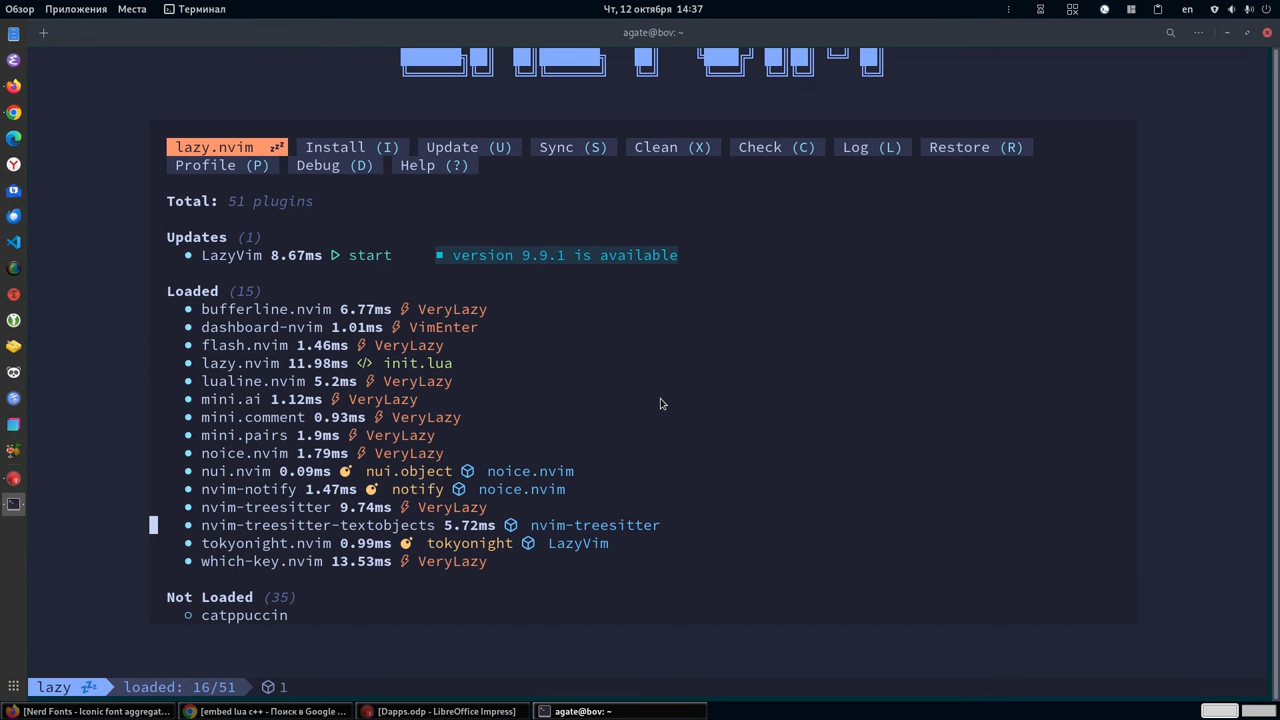 Обзор Приложения Места Терминал Чт, 12 октября 14:37 en
agate@bov: ~
lazy.nvim Install (I) Update (U) Sync (S) Clean (X) Check (C) Log (L) Restore (R)
Profile (P) Debug (D) Help (?)
Total: 51 plugins
Updates (1)
LazyVim 8.67ms start version 9.9.1 is available
Loaded (15)
bufferline.nvim 6.77ms VeryLazy
dashboard-nvim 1.01ms VimEnter
flash.nvim 1.46ms VeryLazy
lazy.nvim 11.98ms </> init.lua
lualine.nvim 5.2ms VeryLazy
mini.ai 1.12ms VeryLazy
mini.comment 0.93ms VeryLazy
mini.pairs 1.9ms VeryLazy
noice.nvim 1.79ms VeryLazy
nui.nvim 0.09ms nui.object noice.nvim
nvim-notify 1.47ms notify noice.nvim
nvim-treesitter 9.74ms VeryLazy
nvim-treesitter-textobjects 5.72ms nvim-treesitter
tokyonight.nvim 0.99ms tokyonight LazyVim
which-key.nvim 13.53ms VeryLazy
Not Loaded (35)
catppuccin
lazy loaded: 16/51 1
[Nerd Fonts - Iconic font aggregat... [embed lua c++ - Поиск в Google ... [Dapps.odp - LibreOffice Impress] agate@bov: ~